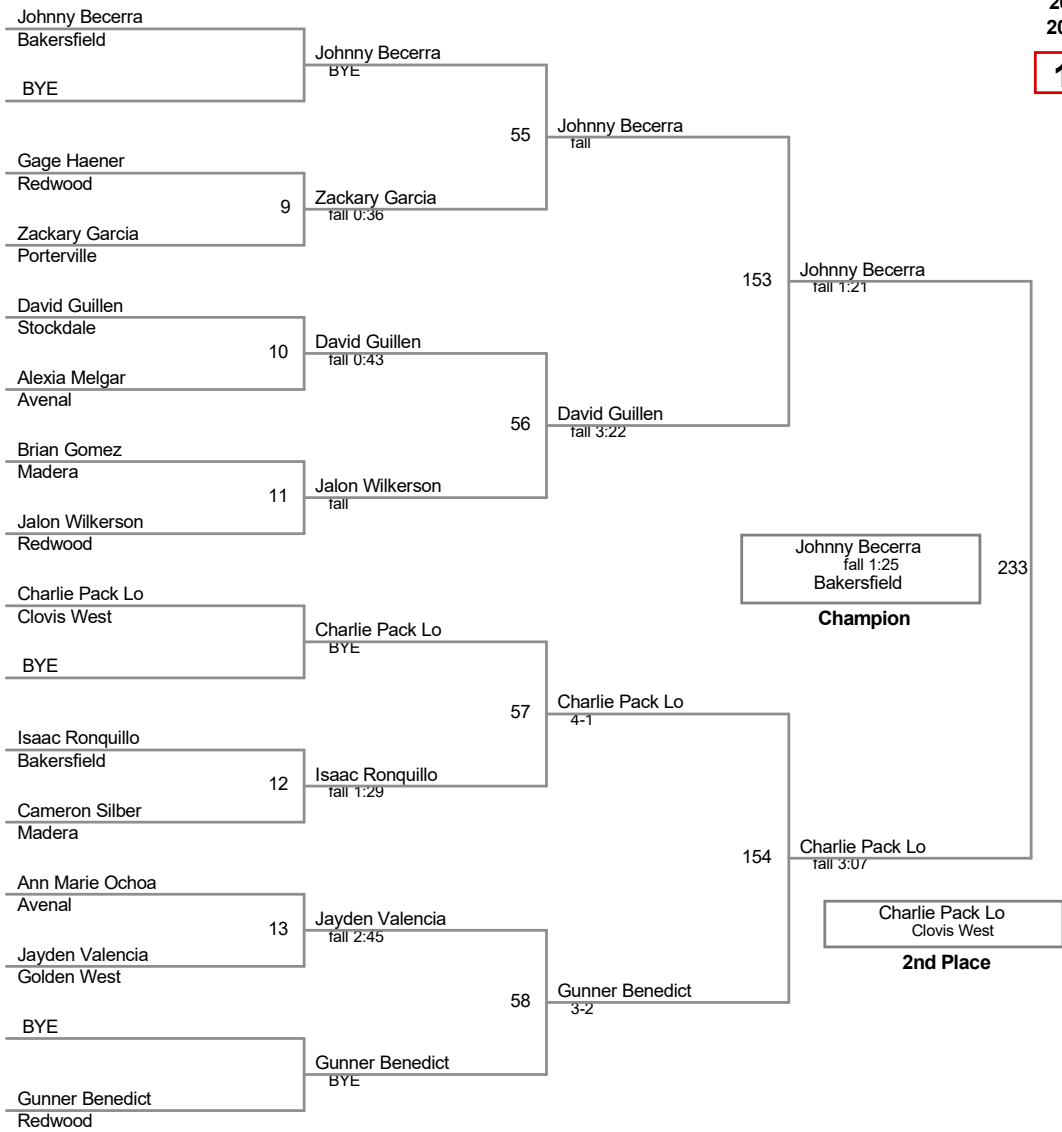 Johnny Becerra
Bakersfield
BYE
Gage Haener
Redwood
Zackary Garcia
Porterville
David Guillen
Stockdale
Alexia Melgar
Avenal
Brian Gomez
Madera
Jalon Wilkerson
Redwood
Charlie Pack Lo
Clovis West
BYE
Isaac Ronquillo
Bakersfield
Cameron Silber
Madera
Ann Marie Ochoa
Avenal
Jayden Valencia
Golden West
BYE
Gunner Benedict
Redwood
Johnny Becerra
BYE
9
Zackary Garcia
fall 0:36
10
David Guillen
fall 0:43
11
Jalon Wilkerson
fall
Charlie Pack Lo
BYE
12
Isaac Ronquillo
fall 1:29
13
Jayden Valencia
fall 2:45
Gunner Benedict
BYE
55
Johnny Becerra
fall
56
David Guillen
fall 3:22
57
Charlie Pack Lo
4-1
58
Gunner Benedict
3-2
153
Johnny Becerra
fall 1:21
154
Charlie Pack Lo
fall 3:07
233
Johnny Becerra
fall 1:25
Bakersfield
Champion
Charlie Pack Lo
Clovis West
2nd Place